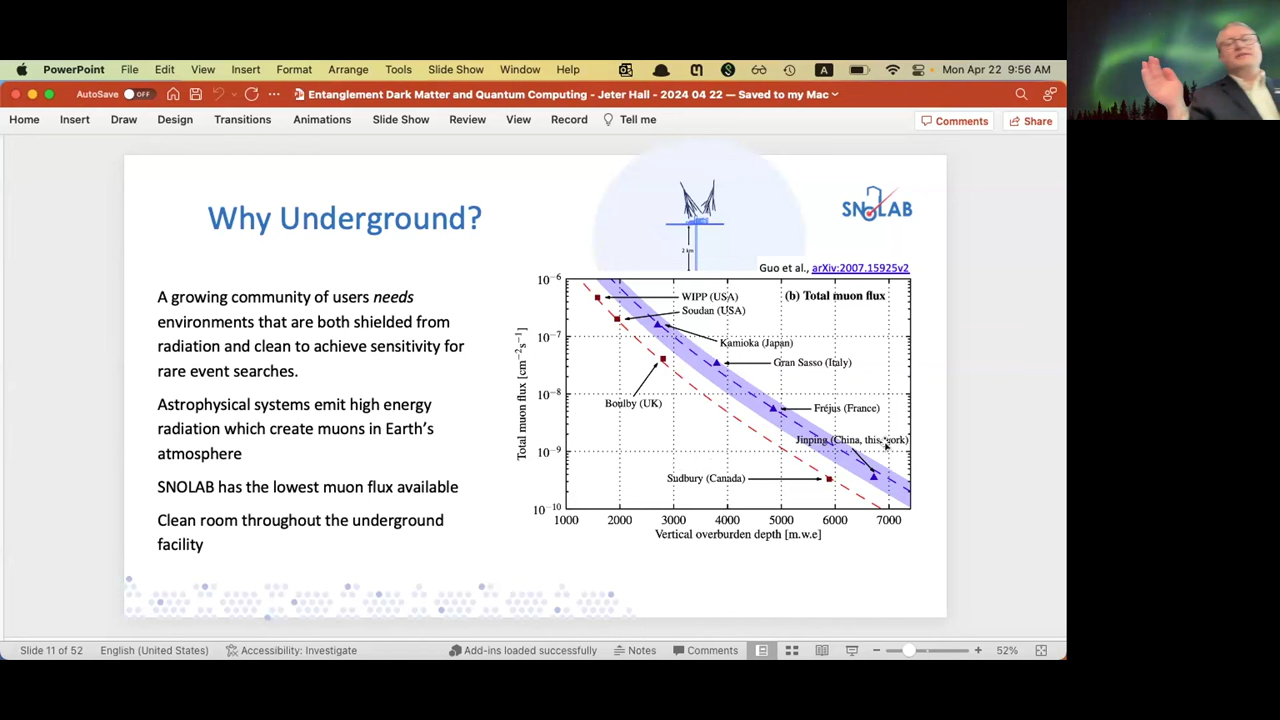 PowerPoint File Edit View Insert Format Arrange Tools Slide Show Window Help A Mon Apr 22 9:56 AM
AutoSave OFF Entanglement Dark Matter and Quantum Computing - Jeter Hall - 2024 04 22 — Saved to my Mac
Home Insert Draw Design Transitions Animations Slide Show Review View Record Tell me Comments Share
Why Underground?
2 km
SNOLAB
Guo et al., arXiv:2007.15925v2
A growing community of users needs
environments that are both shielded from
radiation and clean to achieve sensitivity for
rare event searches.
Astrophysical systems emit high energy
radiation which create muons in Earth's
atmosphere
SNOLAB has the lowest muon flux available
Clean room throughout the underground
facility
(b) Total muon flux
WIPP (USA)
Soudan (USA)
Kamioka (Japan)
Gran Sasso (Italy)
Boulby (UK)
Fréjus (France)
Jinping (China, this work)
Sudbury (Canada)
Total muon flux [cm⁻²s⁻¹]
10⁻⁶
10⁻⁷
10⁻⁸
10⁻⁹
10⁻¹⁰
1000 2000 3000 4000 5000 6000 7000
Vertical overburden depth [m.w.e]
Slide 11 of 52 English (United States) Accessibility: Investigate Add-ins loaded successfully Notes Comments 52%